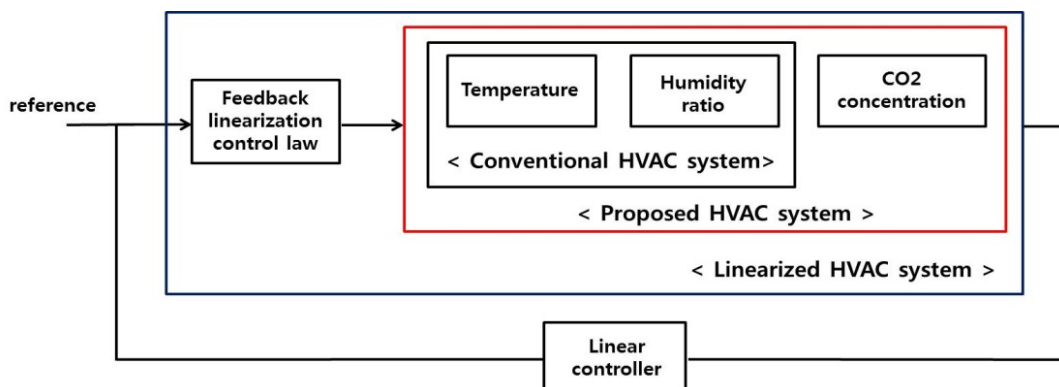 reference
Feedback
linearization
control law
Temperature
Humidity
ratio
CO2
concentration
< Conventional HVAC system>
< Proposed HVAC system >
< Linearized HVAC system >
Linear
controller